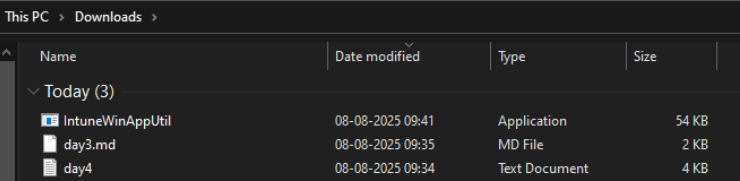 This PC > Downloads >
Name Date modified Type Size
Today (3)
IntuneWinAppUtil 08-08-2025 09:41 Application 54 KB
day3.md 08-08-2025 09:35 MD File 2 KB
day4 08-08-2025 09:34 Text Document 4 KB